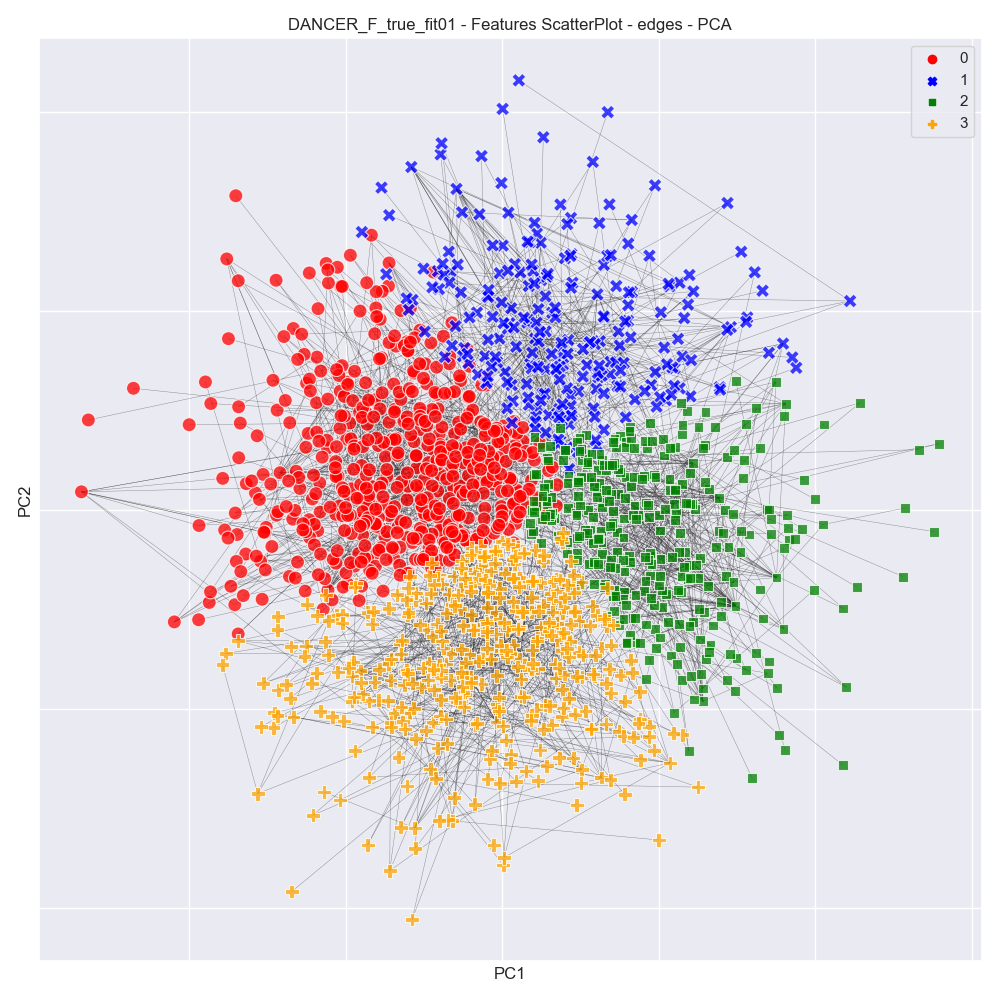 DANCER_F_true_fit01 - Features ScatterPlot - edges - PCA
0
1
2
3
PC2
PC1